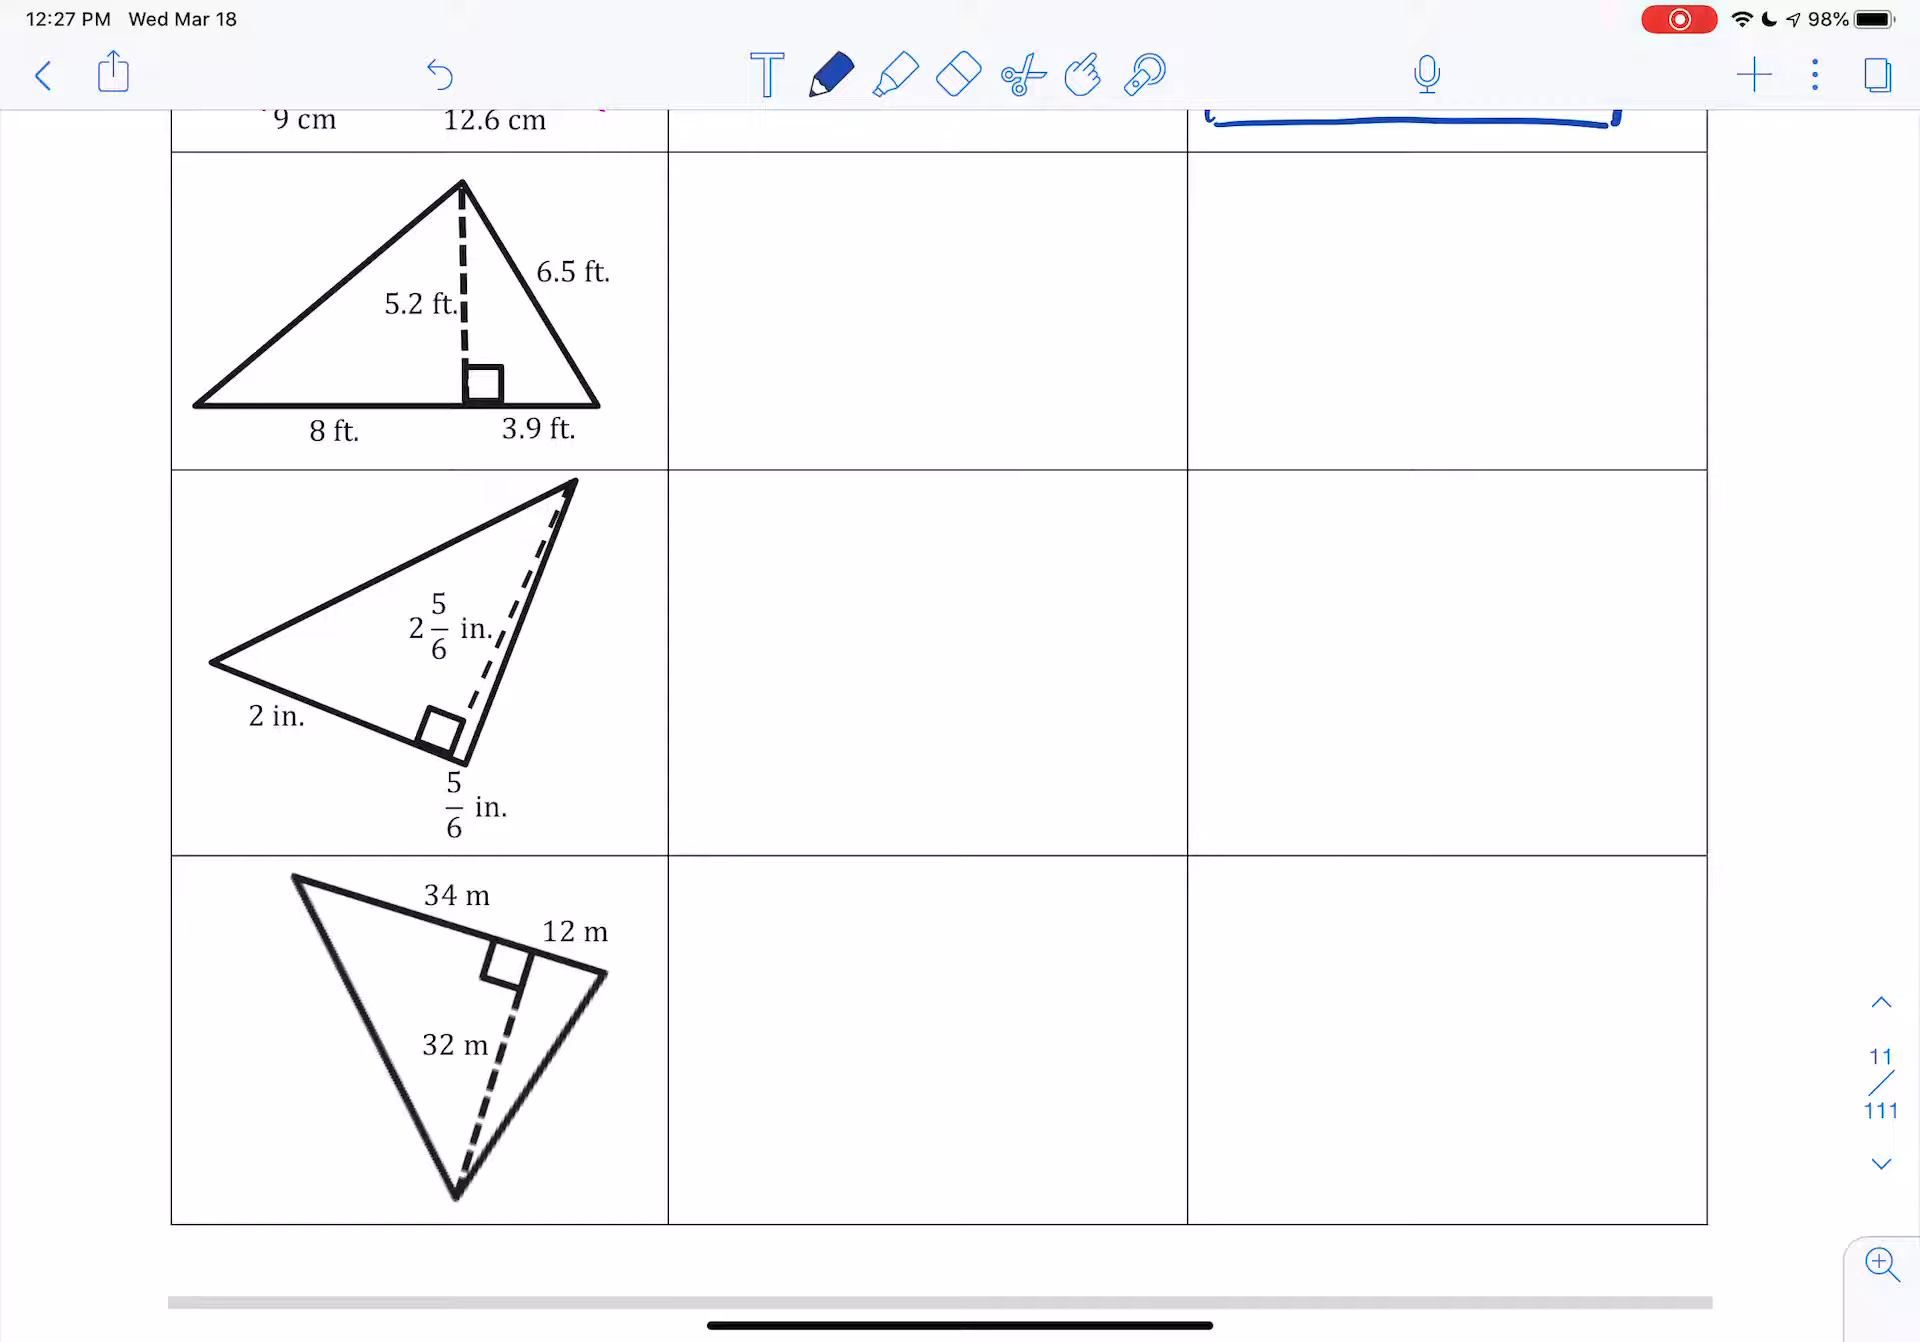 12:27 PM Wed Mar 18
98%
T
9 cm 12.6 cm
6.5 ft.
5.2 ft.
8 ft. 3.9 ft.
2 5/6 in.
2 in.
5/6 in.
34 m
12 m
32 m
11
/
111